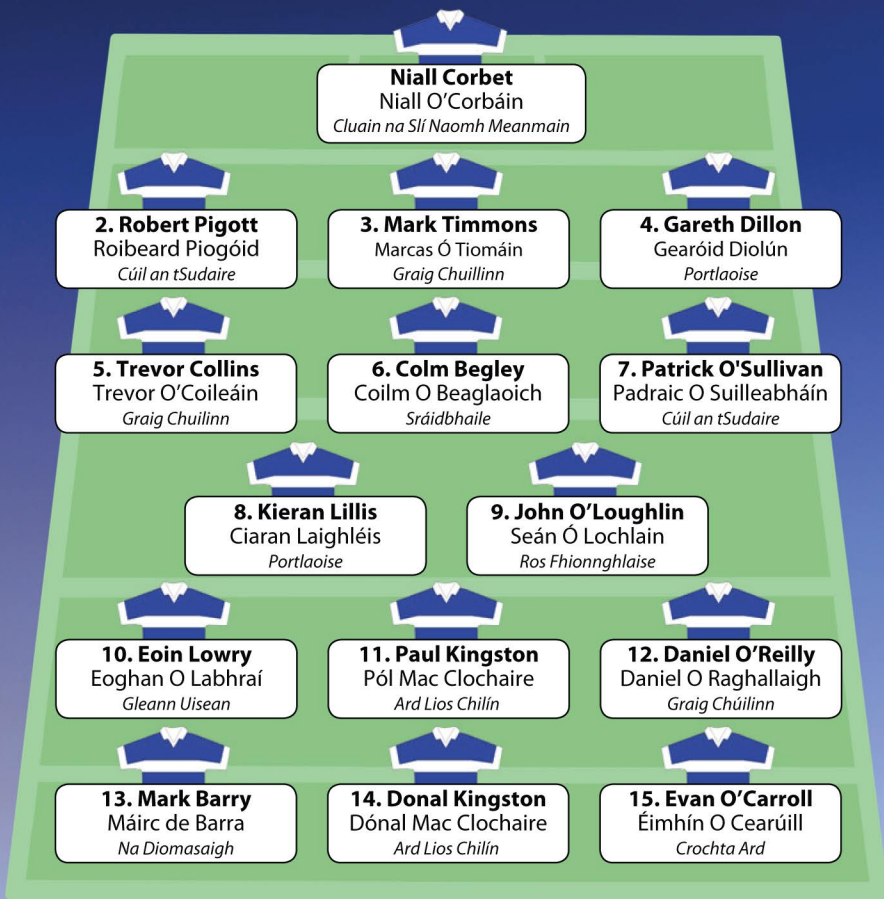 Niall Corbet
Niall O’Corbáin
Cluain na Slí Naomh Meanmain
2. Robert Pigott
Roibeard Piogóid
Cúil an tSudaire
3. Mark Timmons
Marcas Ó Tiomáin
Graig Chuillinn
4. Gareth Dillon
Gearóid Diolún
Portlaoise
5. Trevor Collins
Trevor O’Coileáin
Graig Chuilinn
6. Colm Begley
Coilm O Beaglaoich
Sráidbhaile
7. Patrick O'Sullivan
Padraic O Suilleabháín
Cúil an tSudaire
8. Kieran Lillis
Ciaran Laighléis
Portlaoise
9. John O’Loughlin
Seán Ó Lochlain
Ros Fhionnghlaise
10. Eoin Lowry
Eoghan O Labhraí
Gleann Uisean
11. Paul Kingston
Pól Mac Clochaire
Ard Lios Chilín
12. Daniel O’Reilly
Daniel O Raghallaigh
Graig Chúilinn
13. Mark Barry
Máirc de Barra
Na Diomasaigh
14. Donal Kingston
Dónal Mac Clochaire
Ard Lios Chilín
15. Evan O’Carroll
Éimhín O Cearúill
Crochta Ard